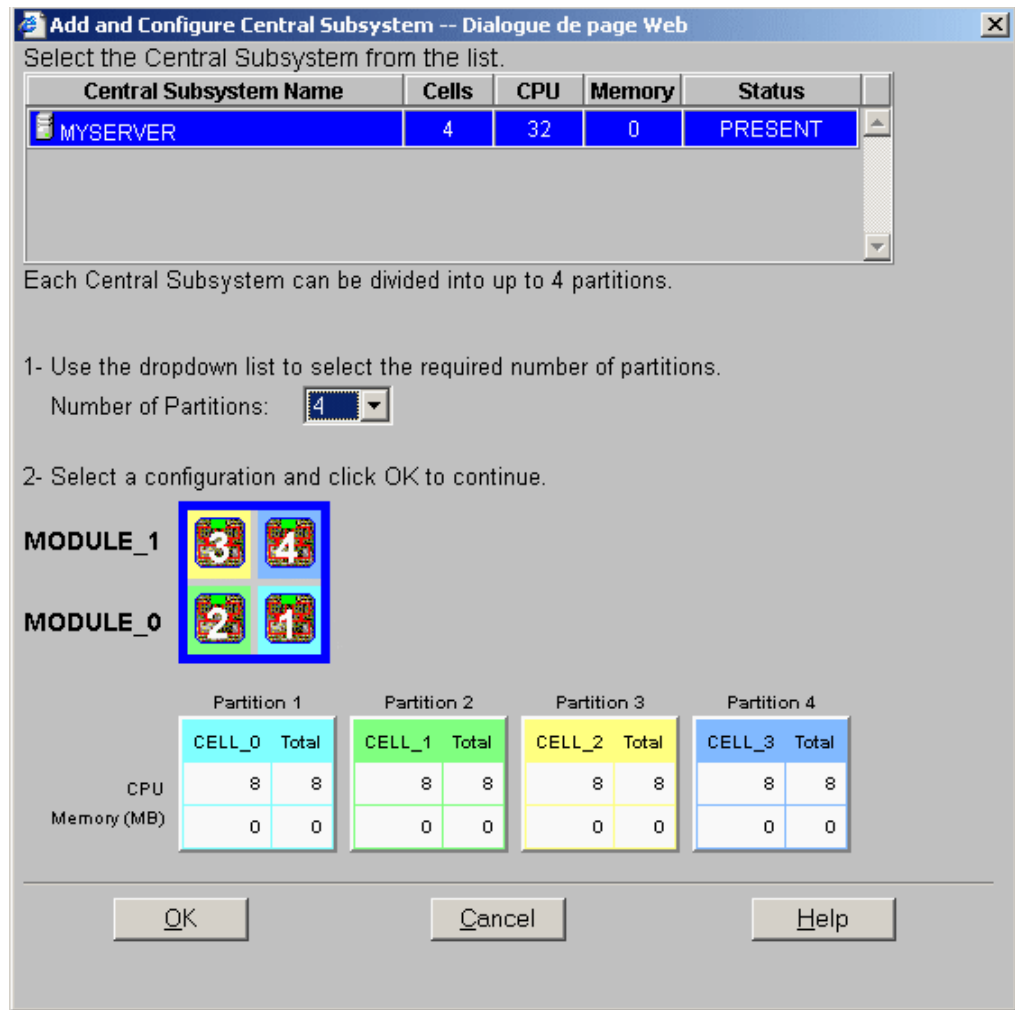 Add and Configure Central Subsystem -- Dialogue de page Web
Select the Central Subsystem from the list.
Central Subsystem Name Cells CPU Memory Status
MYSERVER 4 32 0 PRESENT
Each Central Subsystem can be divided into up to 4 partitions.
1- Use the dropdown list to select the required number of partitions.
Number of Partitions: 4
2- Select a configuration and click OK to continue.
MODULE_1 3 4
MODULE_0 2 1
Partition 1 Partition 2 Partition 3 Partition 4
CELL_0 Total CELL_1 Total CELL_2 Total CELL_3 Total
CPU 8 8 8 8 8 8 8 8
Memory (MB) 0 0 0 0 0 0 0 0
OK Cancel Help